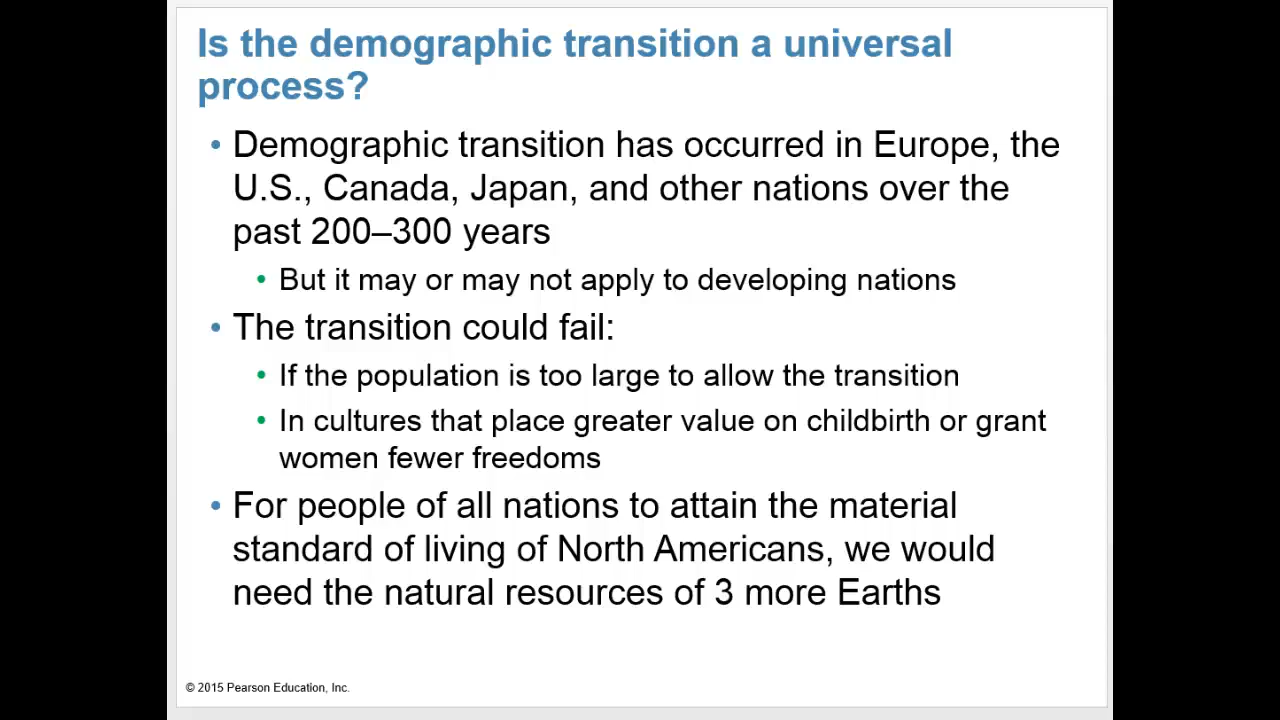 Is the demographic transition a universal
process?
• Demographic transition has occurred in Europe, the
U.S., Canada, Japan, and other nations over the
past 200–300 years
• But it may or may not apply to developing nations
• The transition could fail:
• If the population is too large to allow the transition
• In cultures that place greater value on childbirth or grant
women fewer freedoms
• For people of all nations to attain the material
standard of living of North Americans, we would
need the natural resources of 3 more Earths
© 2015 Pearson Education, Inc.